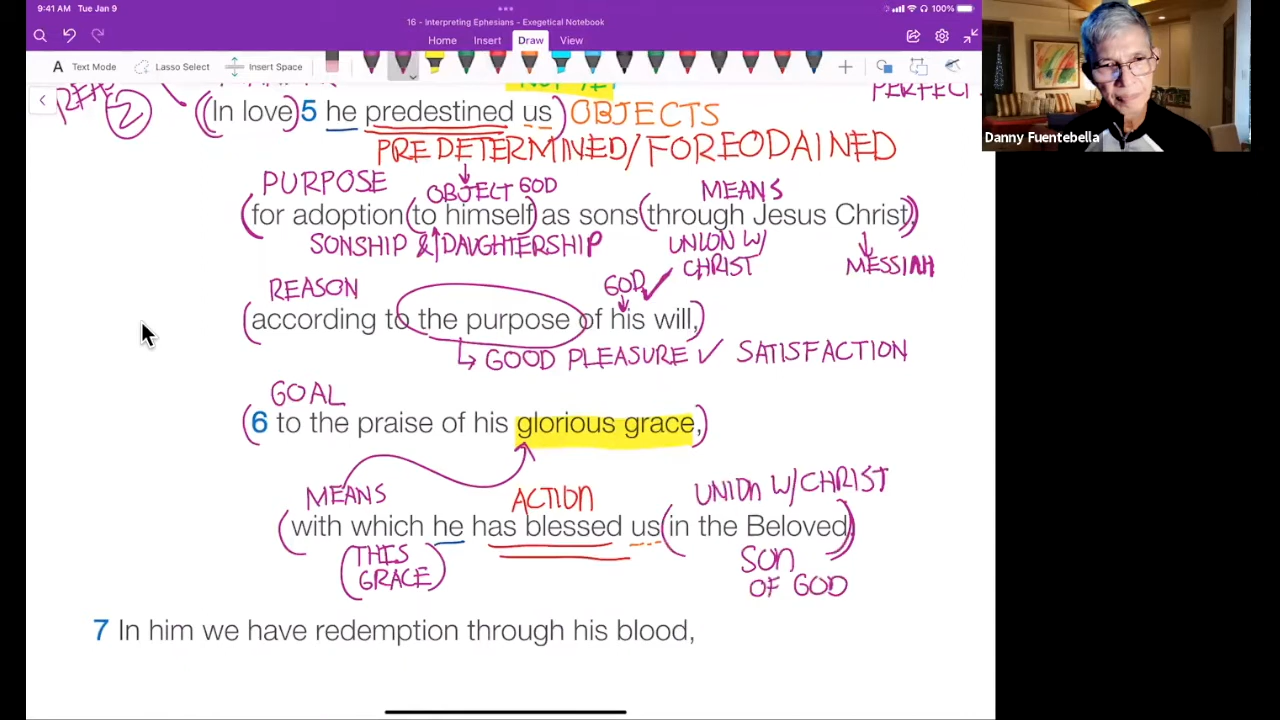 9:41 AM Tue Jan 9
100%
16 - Interpreting Ephesians - Exegetical Notebook
Home Insert Draw View
Text Mode Lasso Select Insert Space
Danny Fuentebella
PERFECT
2
(In love) 5 he predestined us) OBJECTS
PREDETERMINED/FOREODAINED
PURPOSE OBJECT GOD MEANS
(for adoption (to himself) as sons (through Jesus Christ,)
SONSHIP & DAUGHTERSHIP UNION W/ CHRIST MESSIAH
REASON GOD
(according to the purpose of his will,)
GOOD PLEASURE ✓ SATISFACTION
GOAL
(6 to the praise of his glorious grace,)
MEANS ACTION UNION W/ CHRIST
(with which he has blessed us (in the Beloved.)
(THIS GRACE) SON OF GOD
7 In him we have redemption through his blood,